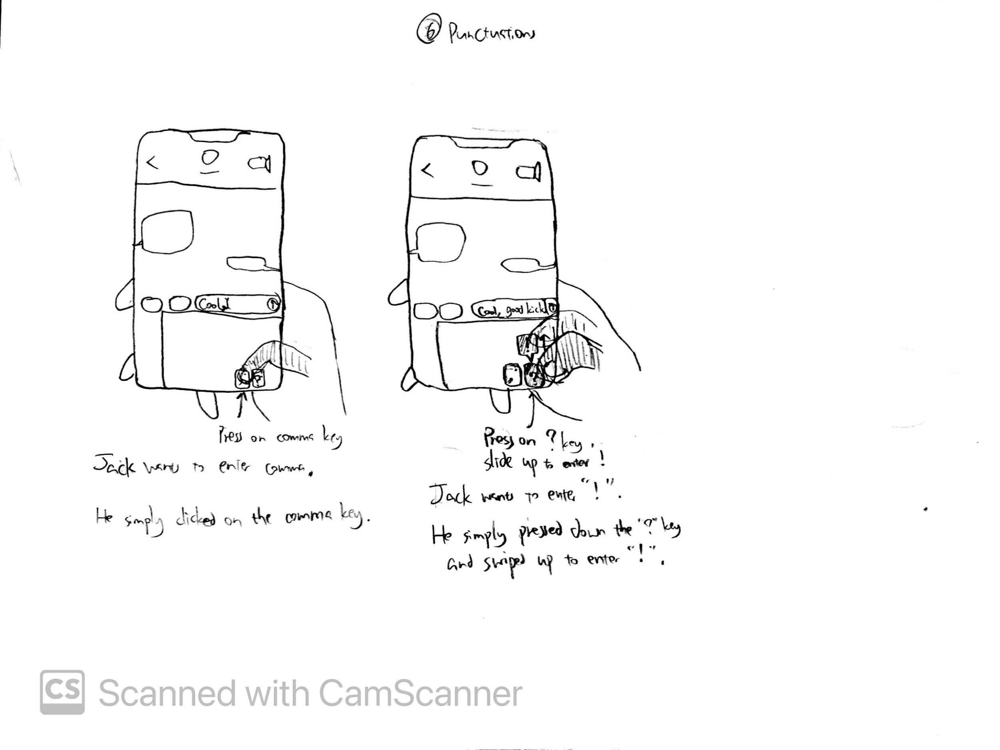 6 Punctuations
Cool,
Cool, good kick
?
!
,
Press on comma key
Jack wants to enter comma.
He simply clicked on the comma key.
Press on ? key,
slide up to enter !
Jack wants to enter "!".
He simply pressed down the "?" key
and swiped up to enter "!".
CS Scanned with CamScanner